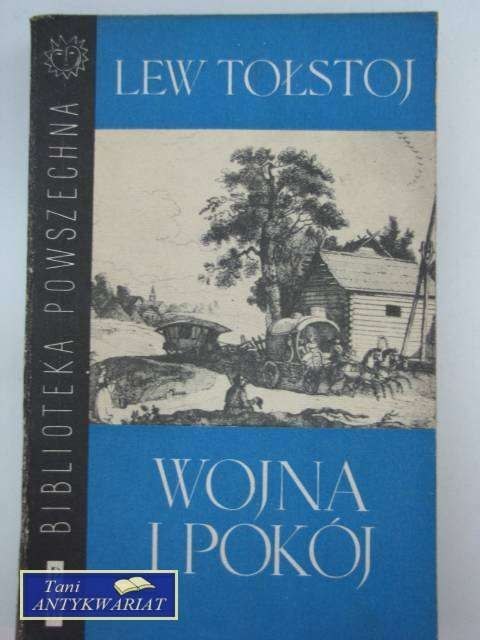 LEW TOŁSTOJ
BIBLIOTEKA POWSZECHNA
WOJNA
I POKÓJ
Tani
ANTYKWARIAT